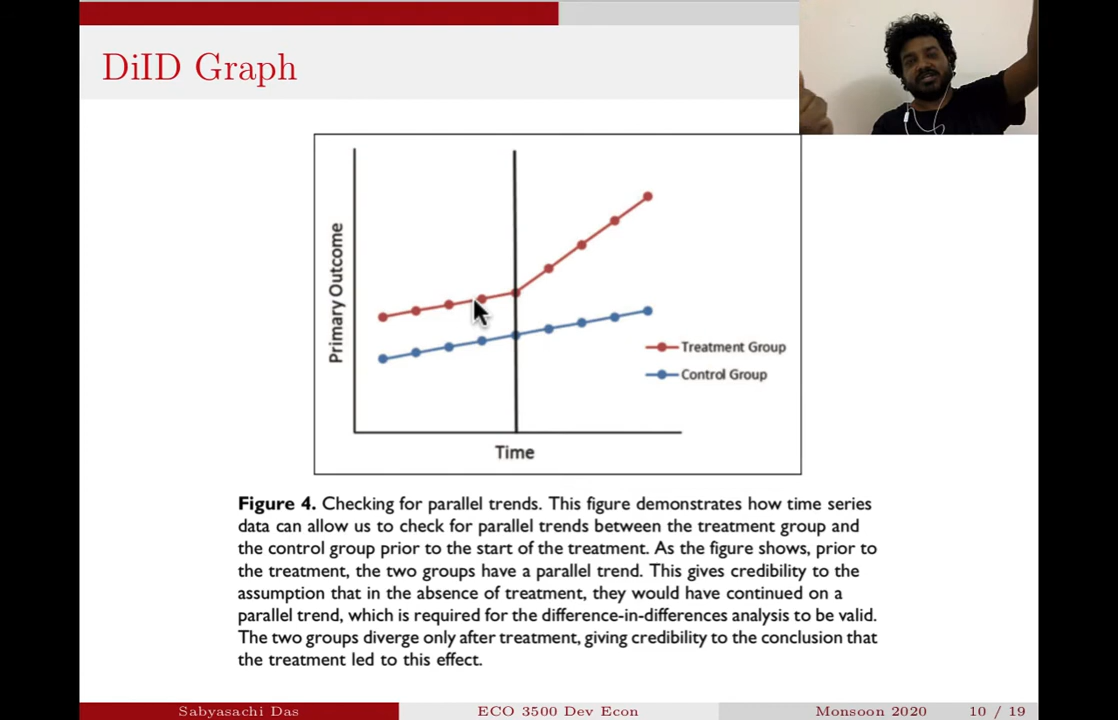 DiID Graph
Primary Outcome
Treatment Group
Control Group
Time
Figure 4. Checking for parallel trends. This figure demonstrates how time series
data can allow us to check for parallel trends between the treatment group and
the control group prior to the start of the treatment. As the figure shows, prior to
the treatment, the two groups have a parallel trend. This gives credibility to the
assumption that in the absence of treatment, they would have continued on a
parallel trend, which is required for the difference-in-differences analysis to be valid.
The two groups diverge only after treatment, giving credibility to the conclusion that
the treatment led to this effect.
Sabyasachi Das ECO 3500 Dev Econ Monsoon 2020 10 / 19